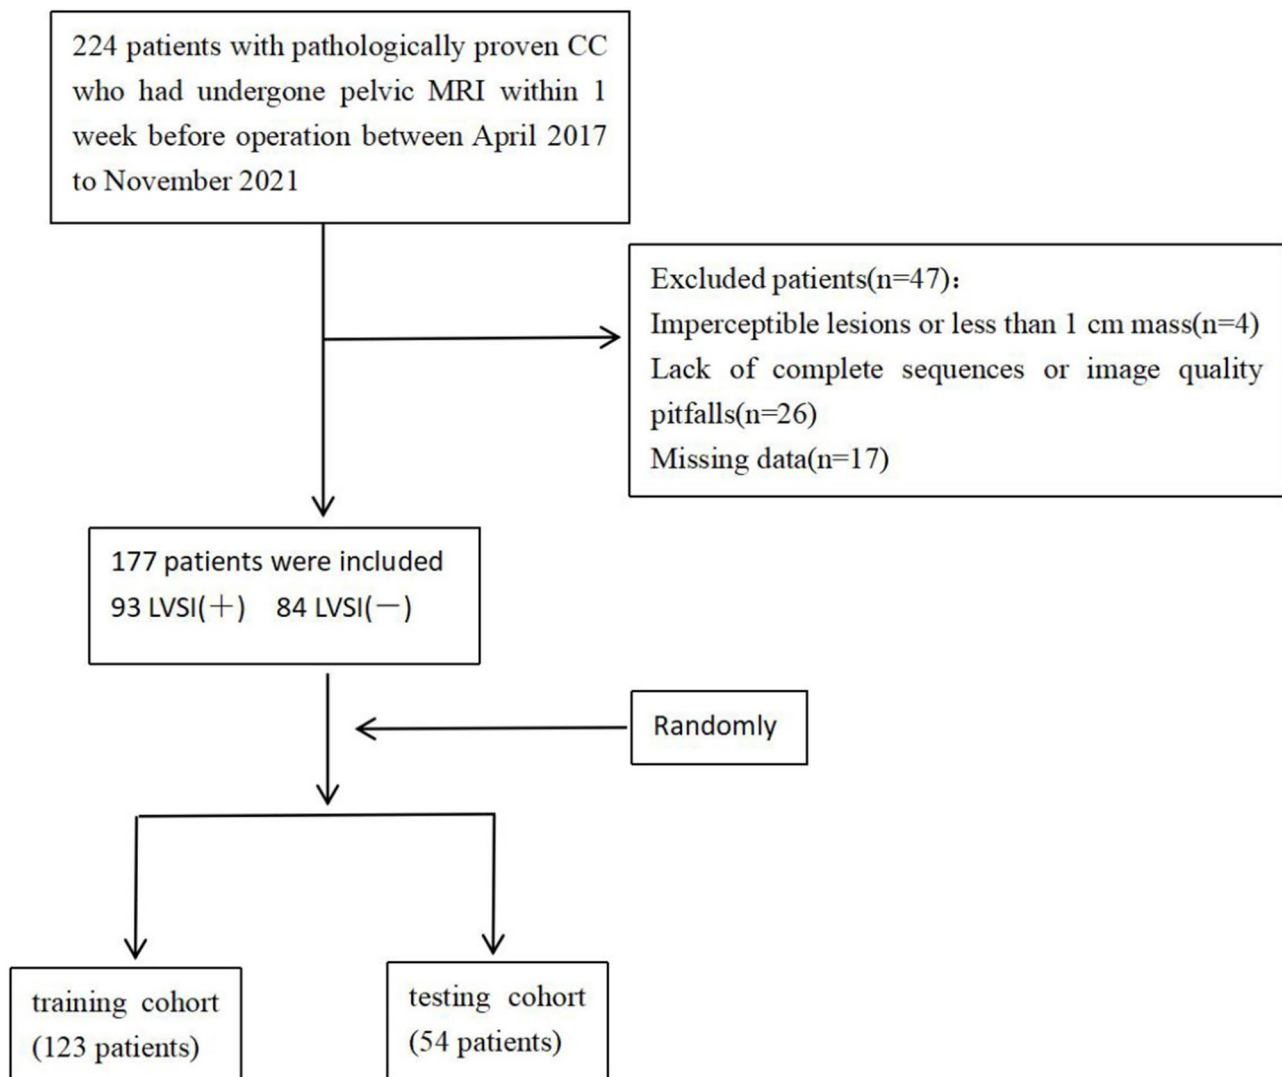 224 patients with pathologically proven CC
who had undergone pelvic MRI within 1
week before operation between April 2017
to November 2021
Excluded patients(n=47)：
Imperceptible lesions or less than 1 cm mass(n=4)
Lack of complete sequences or image quality
pitfalls(n=26)
Missing data(n=17)
177 patients were included
93 LVSI(＋) 84 LVSI(－)
Randomly
training cohort
(123 patients)
testing cohort
(54 patients)